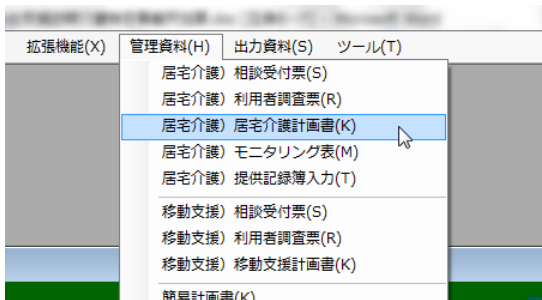 拡張機能(X) 管理資料(H) 出力資料(S) ツール(T)
居宅介護）相談受付票(S)
居宅介護）利用者調査票(R)
居宅介護）居宅介護計画書(K)
居宅介護）モニタリング表(M)
居宅介護）提供記録簿入力(T)
移動支援）相談受付票(S)
移動支援）利用者調査票(R)
移動支援）移動支援計画書(K)
簡易計画書(K)